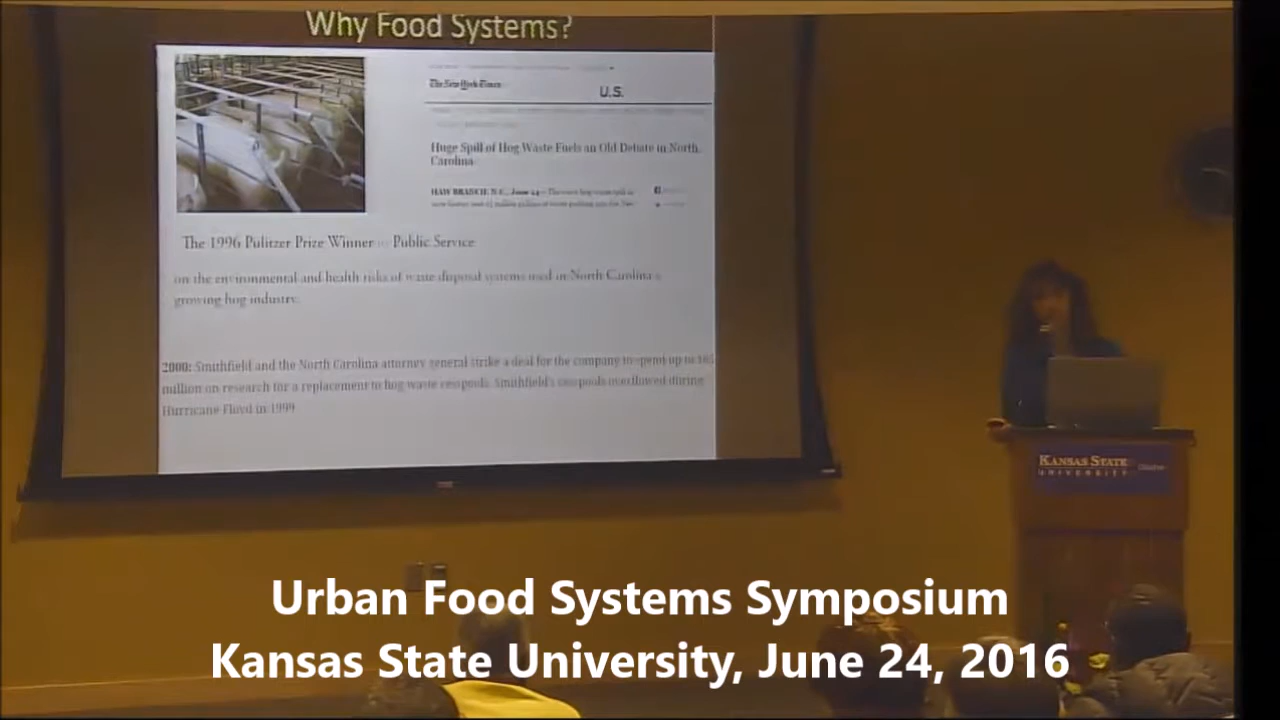 Why Food Systems?
The New York Times
U.S.
Huge Spill of Hog Waste Fuels an Old Debate in North
Carolina
HAW BRANCH, N.C., June 24
The 1996 Pulitzer Prize Winner in Public Service
on the environmental and health risks of waste disposal systems used in North Carolina's
growing hog industry.
2000: Smithfield and the North Carolina attorney general strike a deal for the company to spend up to
million on research for a replacement to hog waste cesspools. Smithfield's cesspools overflowed during
Hurricane Floyd in 1999
KANSAS STATE
UNIVERSITY
Urban Food Systems Symposium
Kansas State University, June 24, 2016